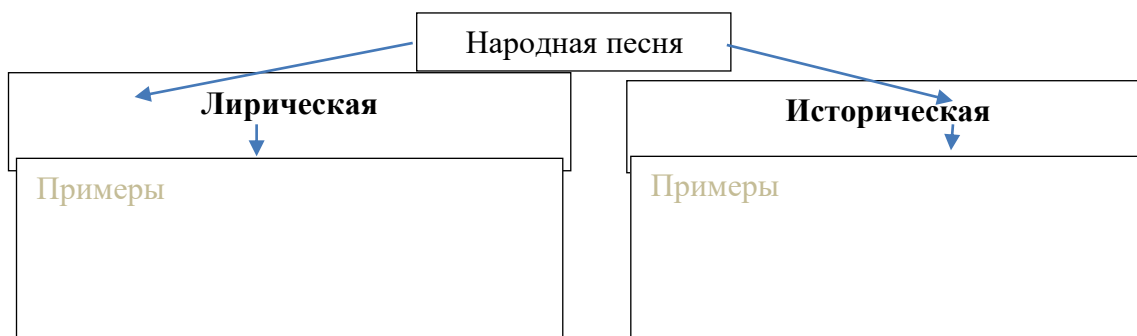 Народная песня
Лирическая
Историческая
Примеры
Примеры